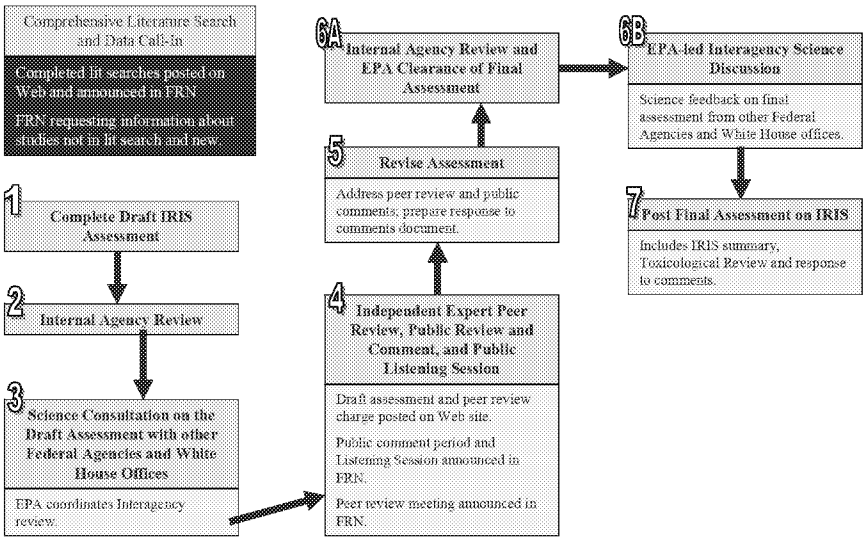 Comprehensive Literature Search
and Data Call-In
Completed lit searches posted on
Web and announced in FRN
FRN requesting information about
studies not in lit search and new.
1
Complete Draft IRIS
Assessment
2
Internal Agency Review
3
Science Consultation on the
Draft Assessment with other
Federal Agencies and White
House Offices
EPA coordinates Interagency
review.
4
Independent Expert Peer
Review, Public Review and
Comment, and Public
Listening Session
Draft assessment and peer review
charge posted on Web site.
Public comment period and
Listening Session announced in
FRN.
Peer review meeting announced in
FRN.
5
Revise Assessment
Address peer review and public
comments; prepare response to
comments document.
6A
Internal Agency Review and
EPA Clearance of Final
Assessment
6B
EPA-led Interagency Science
Discussion
Science feedback on final
assessment from other Federal
Agencies and White House offices.
7
Post Final Assessment on IRIS
Includes IRIS summary,
Toxicological Review and response
to comments.